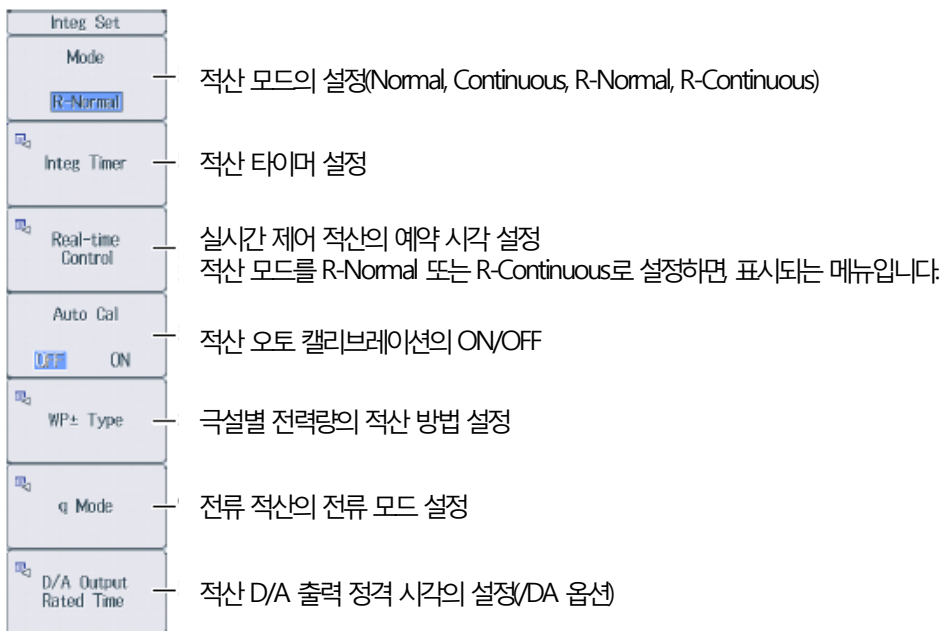 Integ Set
Mode
R-Normal
적산 모드의 설정(Normal, Continuous, R-Normal, R-Continuous)
Integ Timer
적산 타이머 설정
Real-time
Control
실시간 제어 적산의 예약 시각 설정
적산 모드를 R-Normal 또는 R-Continuous로 설정하면, 표시되는 메뉴입니다.
Auto Cal
OFF ON
적산 오토 캘리브레이션의 ON/OFF
WP± Type
극설별 전력량의 적산 방법 설정
q Mode
전류 적산의 전류 모드 설정
D/A Output
Rated Time
적산 D/A 출력 정격 시각의 설정(/DA 옵션)